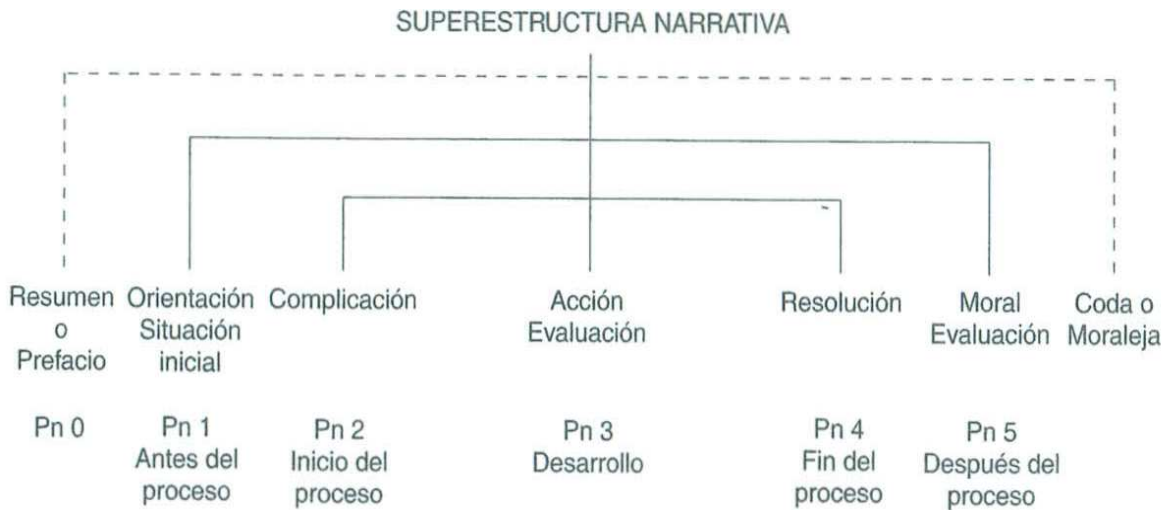 SUPERESTRUCTURA NARRATIVA
Resumen
o
Prefacio
Orientación
Situación
inicial
Complicación
Acción
Evaluación
Resolución
Moral
Evaluación
Coda o
Moraleja
Pn 0
Pn 1
Antes del
proceso
Pn 2
Inicio del
proceso
Pn 3
Desarrollo
Pn 4
Fin del
proceso
Pn 5
Después del
proceso